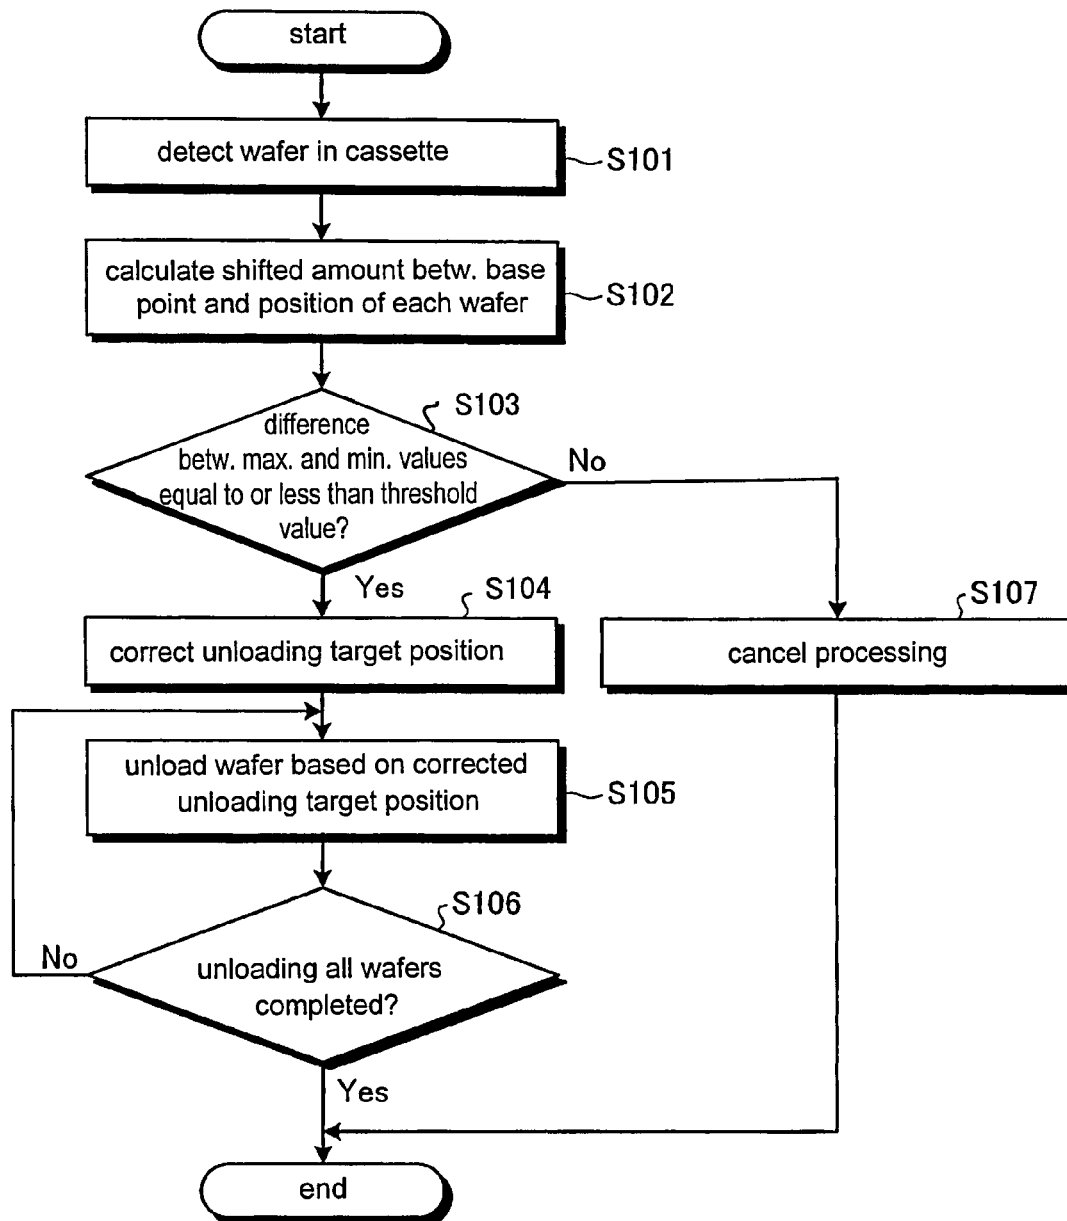 start
detect wafer in cassette
S101
calculate shifted amount betw. base
point and position of each wafer
S102
S103
difference
betw. max. and min. values
equal to or less than threshold
value?
No
Yes
S104
S107
correct unloading target position
cancel processing
unload wafer based on corrected
unloading target position
S105
S106
No
unloading all wafers
completed?
Yes
end